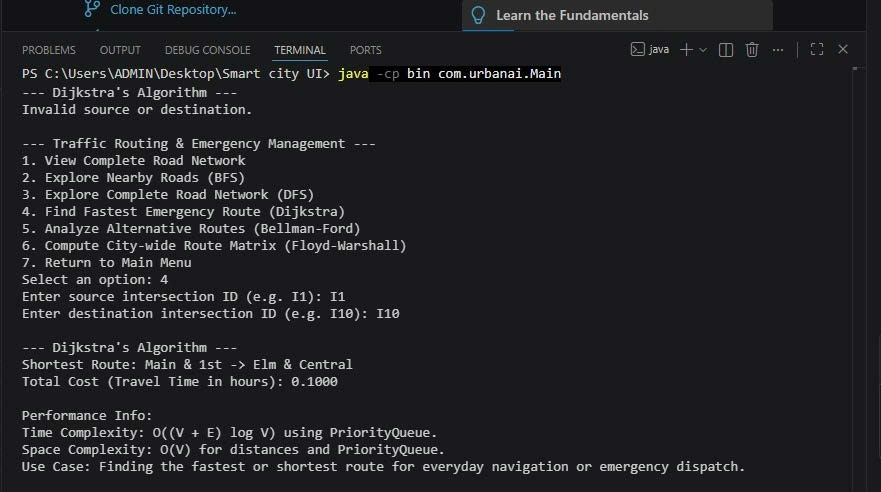 Clone Git Repository...
Learn the Fundamentals
PROBLEMS OUTPUT DEBUG CONSOLE TERMINAL PORTS java
PS C:\Users\ADMIN\Desktop\Smart city UI> java -cp bin com.urbanai.Main
--- Dijkstra's Algorithm ---
Invalid source or destination.
--- Traffic Routing & Emergency Management ---
1. View Complete Road Network
2. Explore Nearby Roads (BFS)
3. Explore Complete Road Network (DFS)
4. Find Fastest Emergency Route (Dijkstra)
5. Analyze Alternative Routes (Bellman-Ford)
6. Compute City-wide Route Matrix (Floyd-Warshall)
7. Return to Main Menu
Select an option: 4
Enter source intersection ID (e.g. I1): I1
Enter destination intersection ID (e.g. I10): I10
--- Dijkstra's Algorithm ---
Shortest Route: Main & 1st -> Elm & Central
Total Cost (Travel Time in hours): 0.1000
Performance Info:
Time Complexity: O((V + E) log V) using PriorityQueue.
Space Complexity: O(V) for distances and PriorityQueue.
Use Case: Finding the fastest or shortest route for everyday navigation or emergency dispatch.